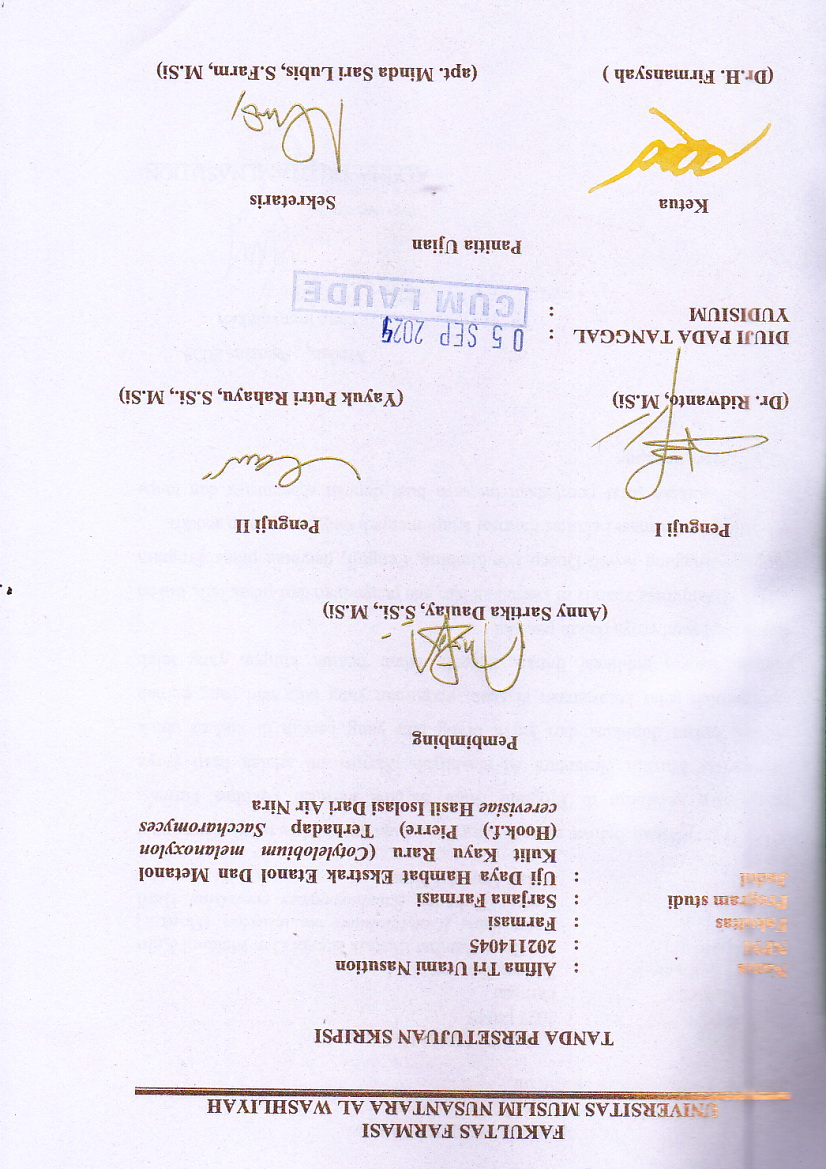 FAKULTAS FARMASI
UNIVERSITAS MUSLIM NUSANTARA AL WASHLIYAH
TANDA PERSETUJUAN SKRIPSI
Nama : Alfina Tri Utami Nasution
NPM : 202114045
Fakultas : Farmasi
Program studi : Sarjana Farmasi
Judul : Uji Daya Hambat Ekstrak Etanol Dan Metanol
Kulit Kayu Raru (Cotylelobium melanoxylon
(Hook.f.) Pierre) Terhadap Saccharomyces
cereviseae Hasil Isolasi Dari Air Nira
Pembimbing
(Anny Sartika Daulay, S.Si., M.Si)
Penguji I Penguji II
(Dr. Ridwanto, M.Si) (Yayuk Putri Rahayu, S.Si., M.Si)
DIUJI PADA TANGGAL : 05 SEP 2024
YUDISIUM : CUM LAUDE
Panitia Ujian
Ketua Sekretaris
(Dr.H. Firmansyah ) (apt. Minda Sari Lubis, S.Farm, M.Si)